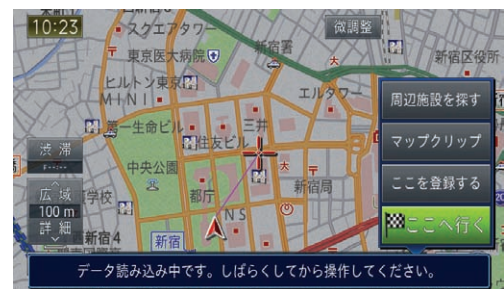 10:23
スクエアタワー
微調整
東京医大病院
新宿署
新宿区役所
ヒルトン東京
MINI
エルタワー
周辺施設を探す
第一生命ビル
三井
住友ビル
マップクリップ
渋滞
中央公園
ここを登録する
広域
学校
都庁
新宿局
100m
NS
詳細
新宿4
新宿
ここへ行く
データ読み込み中です。しばらくしてから操作してください。